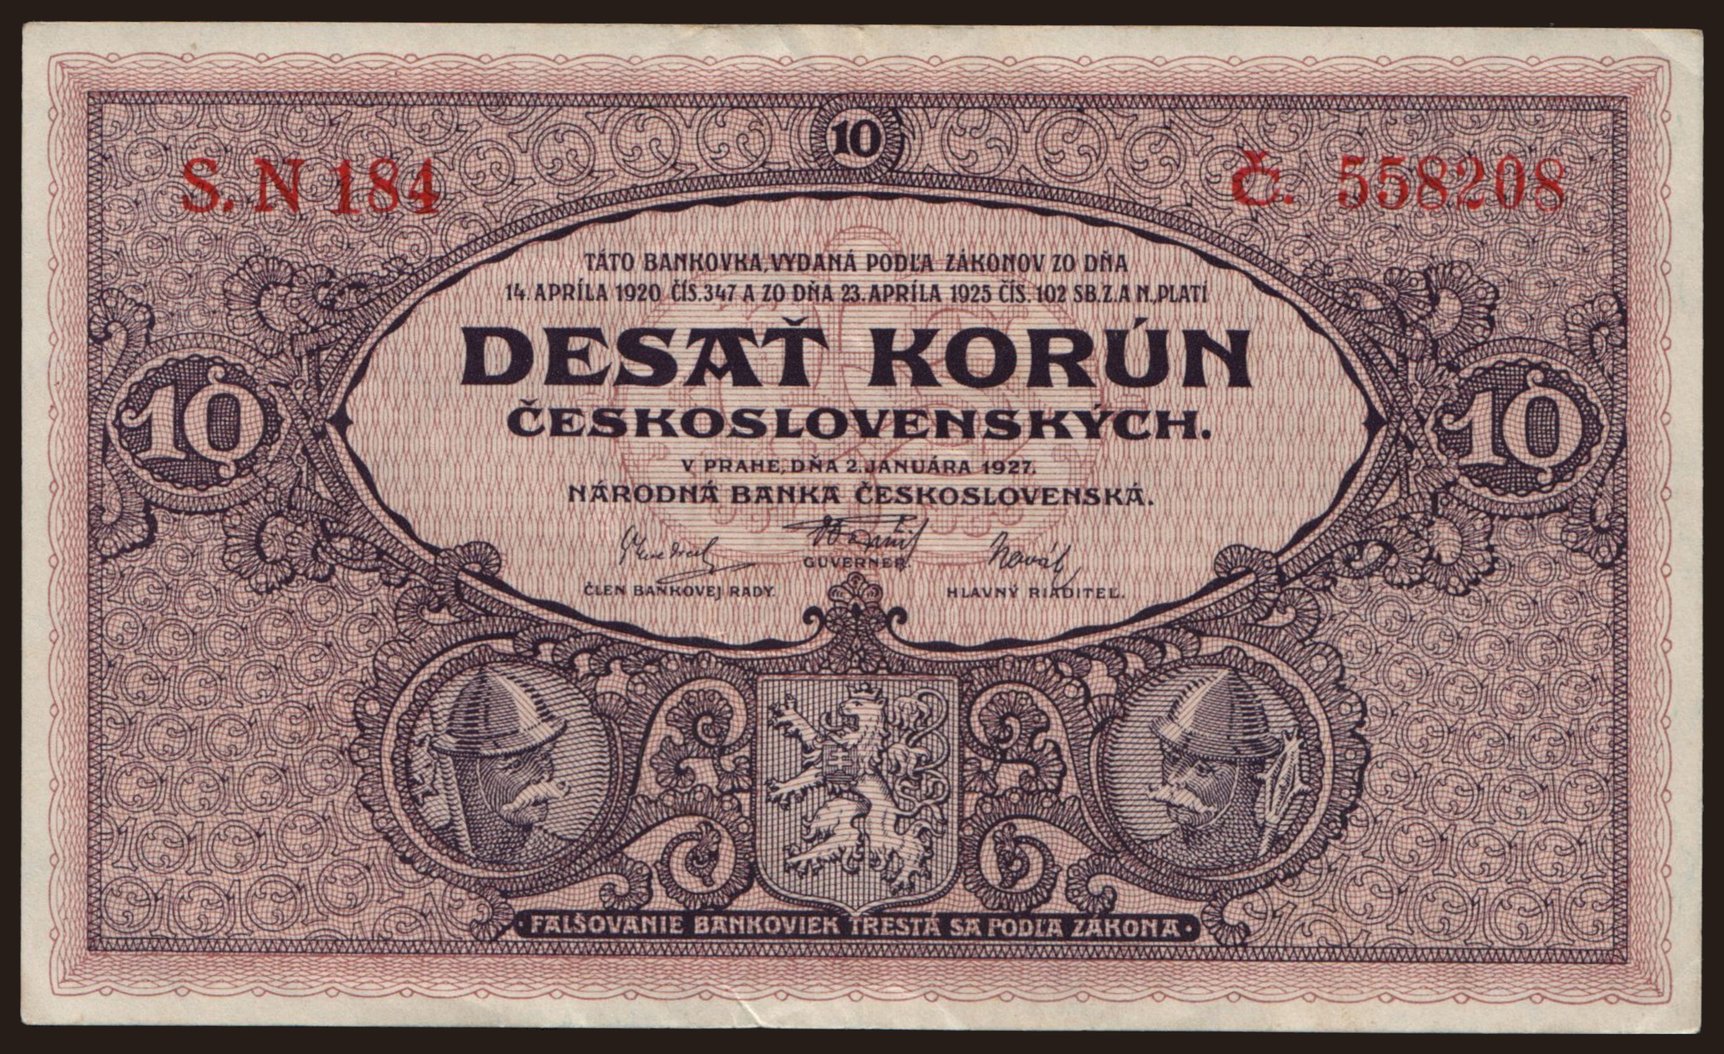 10
S. N 184
Č. 558208
TÁTO BANKOVKA, VYDANÁ PODĽA ZÁKONOV ZO DŇA
14. APRÍLA 1920 ČÍS. 347 A ZO DŇA 23. APRÍLA 1925 ČÍS. 102 SB. Z. A N. PLATÍ
DESAŤ KORÚN
ČESKOSLOVENSKÝCH.
10
10
V PRAHE, DŇA 2. JANUÁRA 1927.
NÁRODNÁ BANKA ČESKOSLOVENSKÁ.
GUVERNER.
ČLEN BANKOVEJ RADY.
HLAVNÝ RIADITEĽ.
FALŠOVANIE BANKOVIEK TRESTÁ SA PODĽA ZÁKONA